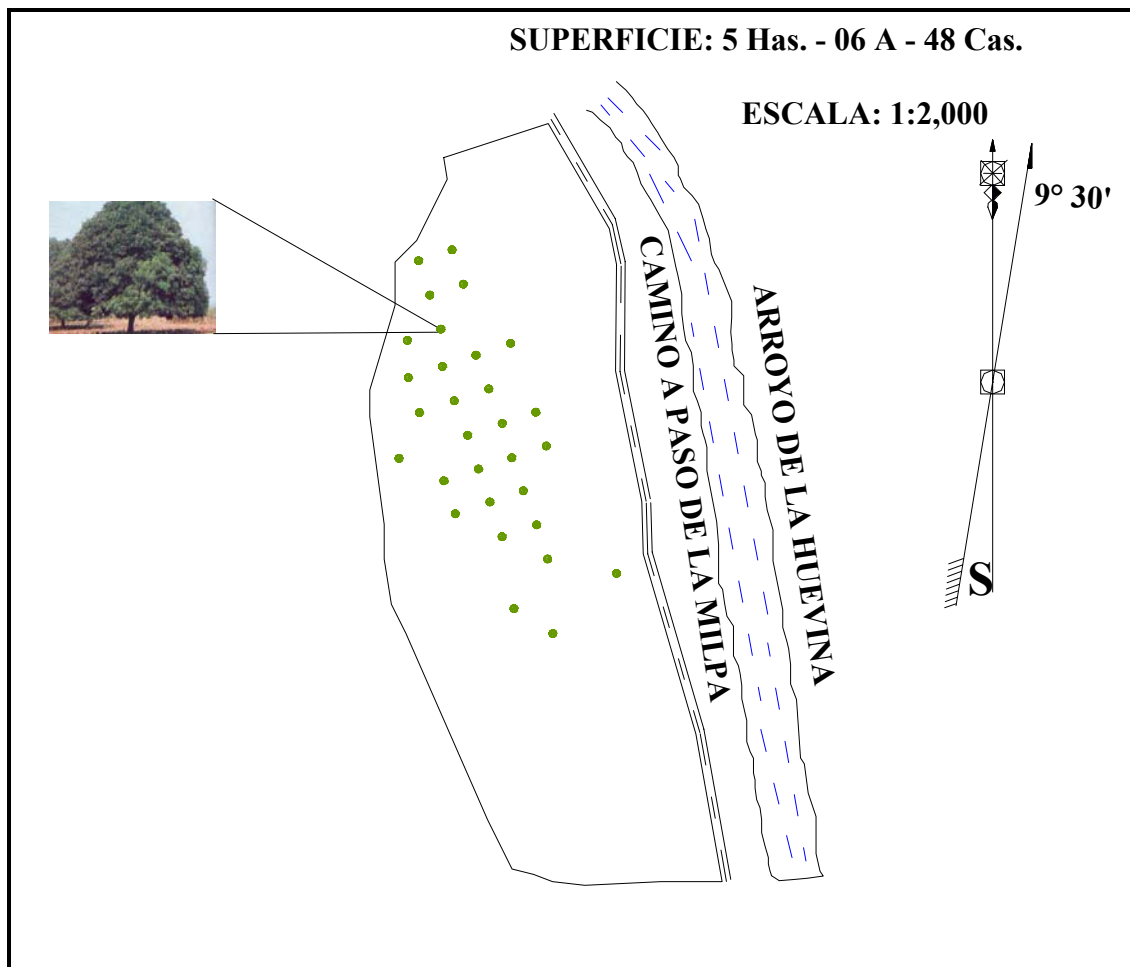 SUPERFICIE: 5 Has. - 06 A - 48 Cas.
ESCALA: 1:2,000
9° 30'
CAMINO A PASO DE LA MILPA
ARROYO DE LA HUEVINA
S